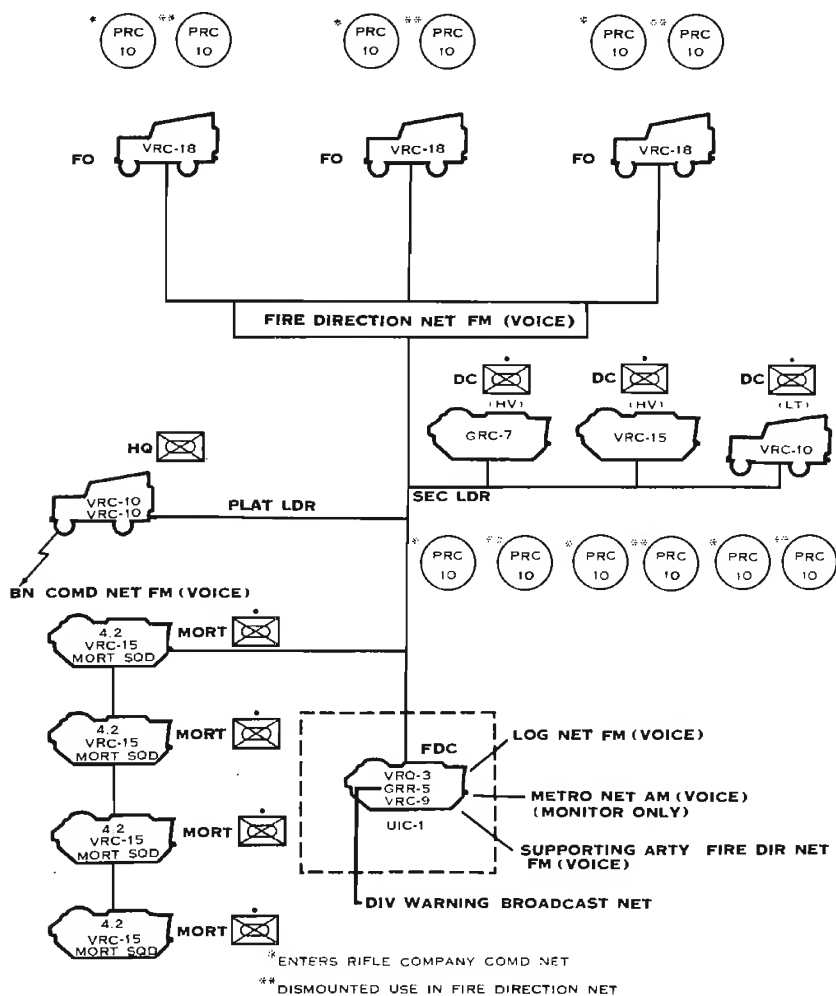 * PRC 10 ** PRC 10 * PRC 10 ** PRC 10 * PRC 10 ** PRC 10
FO VRC-18 FO VRC-18 FO VRC-18
FIRE DIRECTION NET FM (VOICE)
DC DC DC
(HV) (HV) (LT)
GRC-7 VRC-15 VRC-10
HQ
SEC LDR
VRC-10
VRC-10
PLAT LDR
* PRC 10 ** PRC 10 * PRC 10 ** PRC 10 * PRC 10 ** PRC 10
BN COMD NET FM (VOICE)
4.2
VRC-15
MORT SQD
MORT
4.2
VRC-15
MORT SQD
MORT
4.2
VRC-15
MORT SQD
MORT
4.2
VRC-15
MORT SQD
MORT
FDC
VRQ-3
GRR-5
VRC-9
UIC-1
LOG NET FM (VOICE)
METRO NET AM (VOICE)
(MONITOR ONLY)
SUPPORTING ARTY FIRE DIR NET
FM (VOICE)
DIV WARNING BROADCAST NET
*ENTERS RIFLE COMPANY COMD NET
**DISMOUNTED USE IN FIRE DIRECTION NET